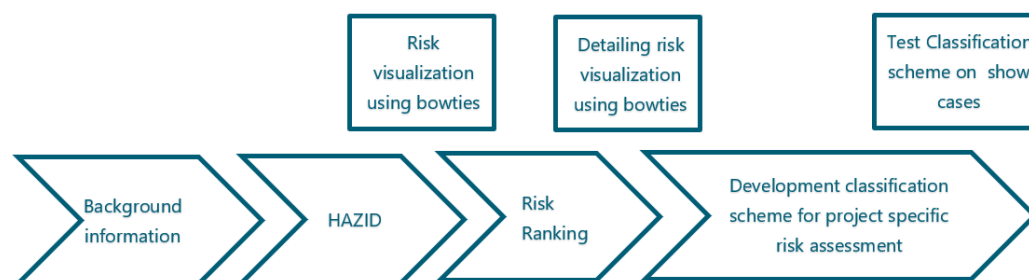 Risk
visualization
using bowties
Detailing risk
visualization
using bowties
Test Classification
scheme on show
cases
Background
information
HAZID
Risk
Ranking
Development classification
scheme for project specific
risk assessment